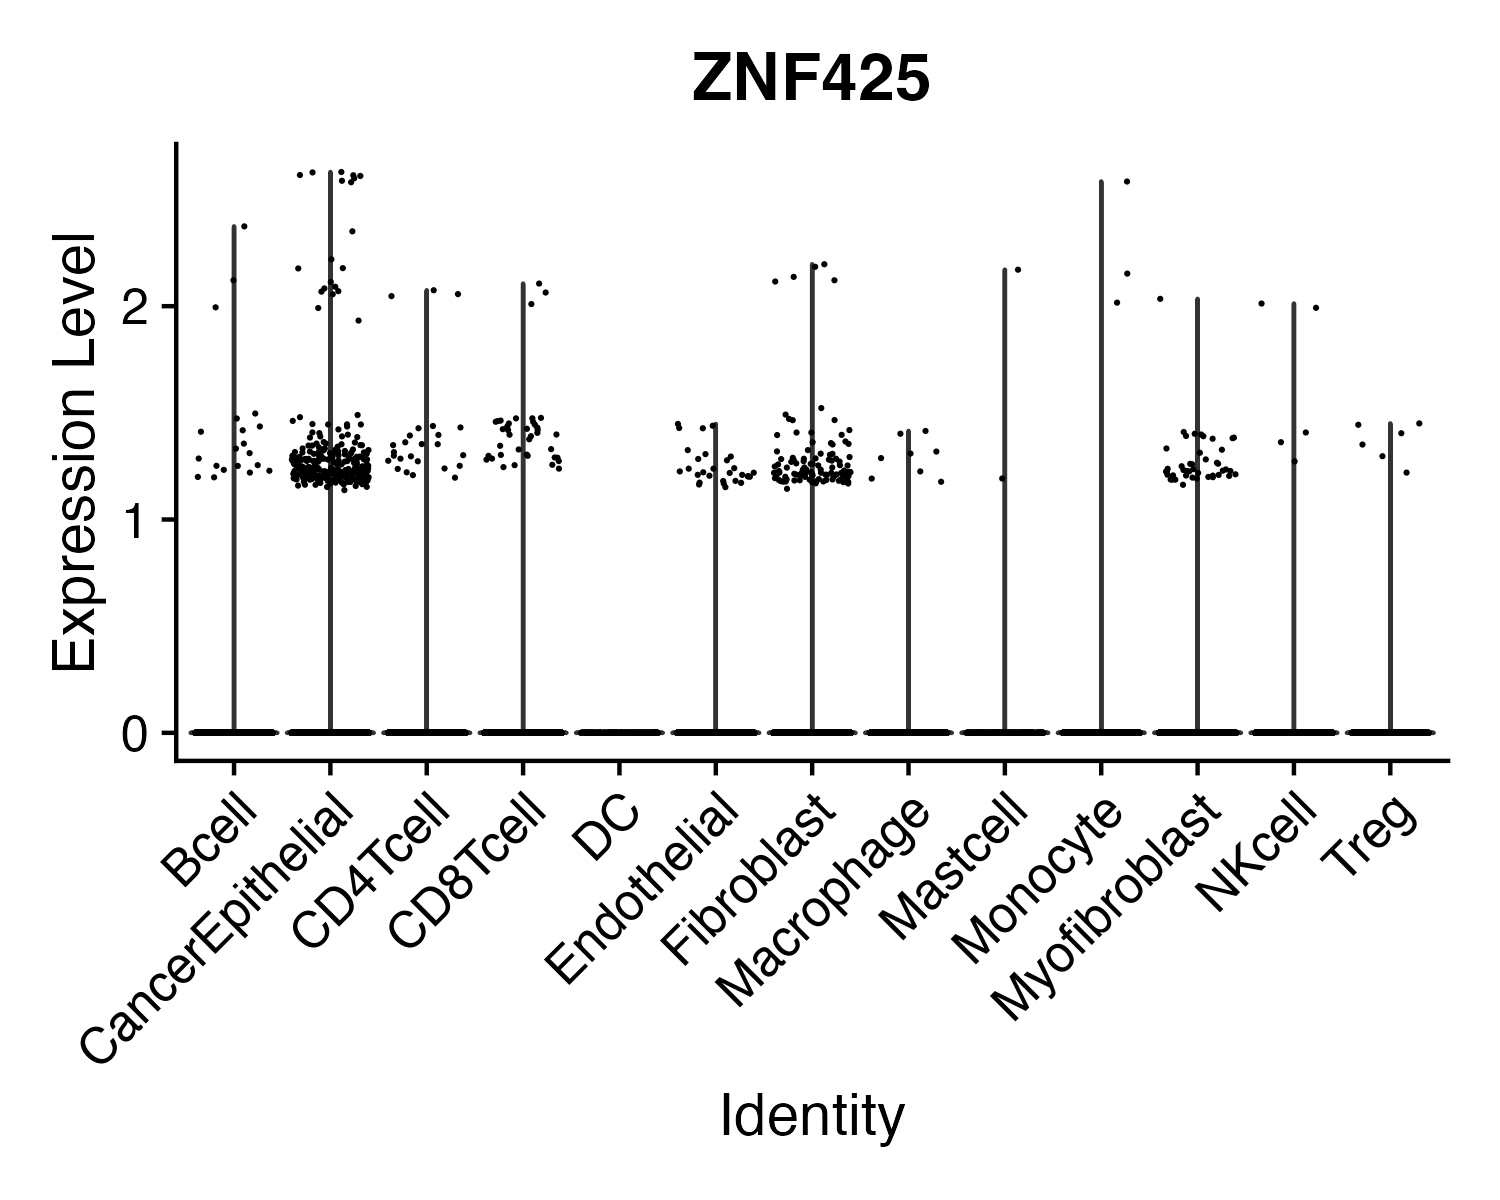 ZNF425
Expression Level
2
1
0
Bcell
CancerEpithelial
CD4Tcell
CD8Tcell
DC
Endothelial
Fibroblast
Macrophage
Mastcell
Monocyte
Myofibroblast
NKcell
Treg
Identity